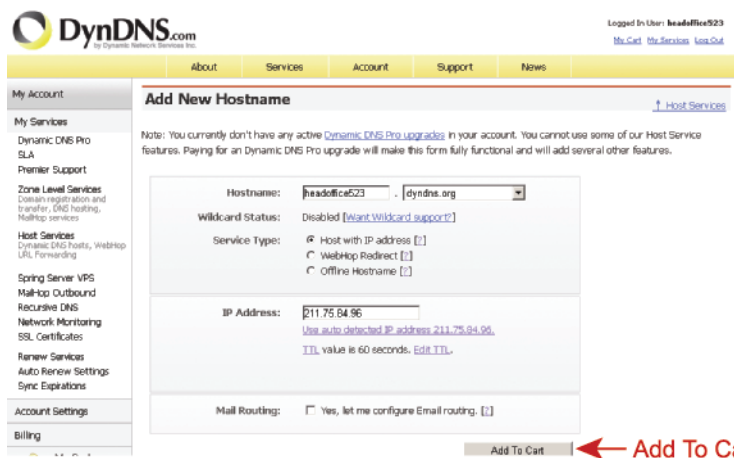 DynDNS.com
by Dynamic Network Services Inc.
Logged In User: headoffice523
My Cart My Services Log Out
About Services Account Support News
My Account
My Services
Dynamic DNS Pro
SLA
Premier Support
Zone Level Services
Domain registration and
transfer, DNS hosting,
MailHop services
Host Services
Dynamic DNS hosts, WebHop
URL Forwarding
Spring Server VPS
MailHop Outbound
Recursive DNS
Network Monitoring
SSL Certificates
Renew Services
Auto Renew Settings
Sync Expirations
Account Settings
Billing
Add New Hostname
↑ Host Services
Note: You currently don't have any active Dynamic DNS Pro upgrades in your account. You cannot use some of our Host Service
features. Paying for an Dynamic DNS Pro upgrade will make this form fully functional and will add several other features.
Hostname: headoffice523 . dyndns.org
Wildcard Status: Disabled [Want Wildcard support?]
Service Type: Host with IP address [?]
WebHop Redirect [?]
Offline Hostname [?]
IP Address: 211.75.84.96
Use auto detected IP address 211.75.84.96.
TTL value is 60 seconds. Edit TTL.
Mail Routing: Yes, let me configure Email routing. [?]
Add To Cart
Add To Ca